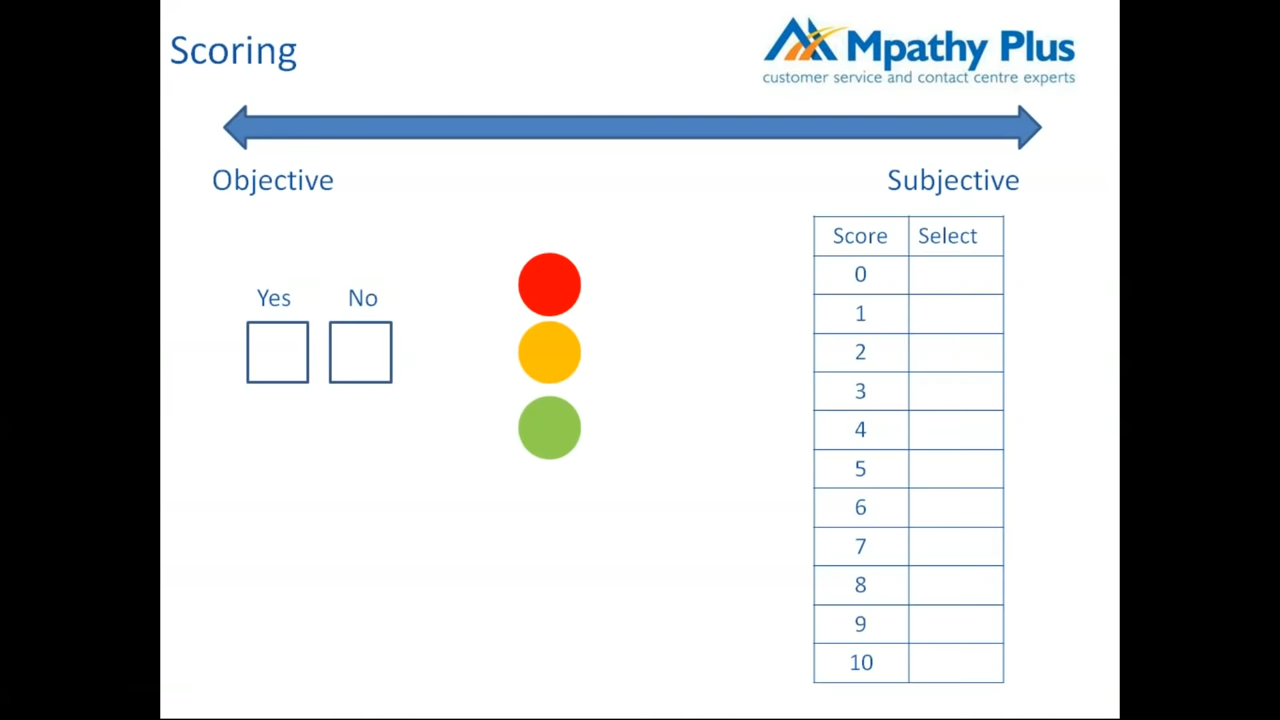 Scoring
Mpathy Plus
customer service and contact centre experts
Objective
Subjective
Yes No
Score Select
0
1
2
3
4
5
6
7
8
9
10